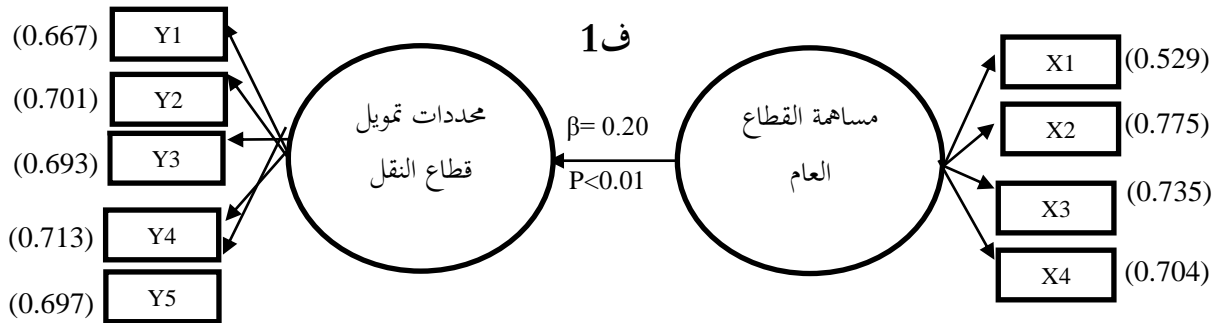 ف1
X1 (0.529)
X2 (0.775)
X3 (0.735)
X4 (0.704)
مساهمة القطاع
العام
β= 0.20
P<0.01
محددات تمويل
قطاع النقل
(0.667) Y1
(0.701) Y2
(0.693) Y3
(0.713) Y4
(0.697) Y5